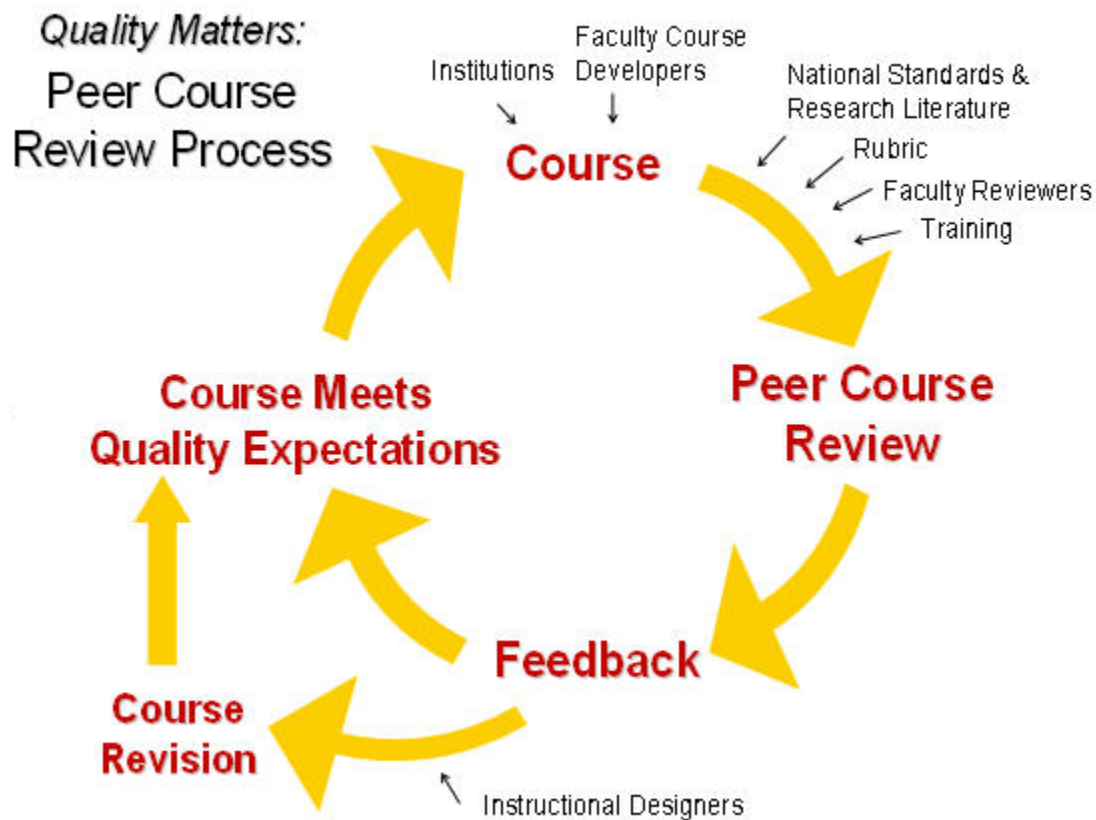 Quality Matters:
Peer Course
Review Process
Institutions
Faculty Course
Developers
National Standards &
Research Literature
Rubric
Faculty Reviewers
Training
Course
Peer Course
Review
Course Meets
Quality Expectations
Feedback
Course
Revision
Instructional Designers